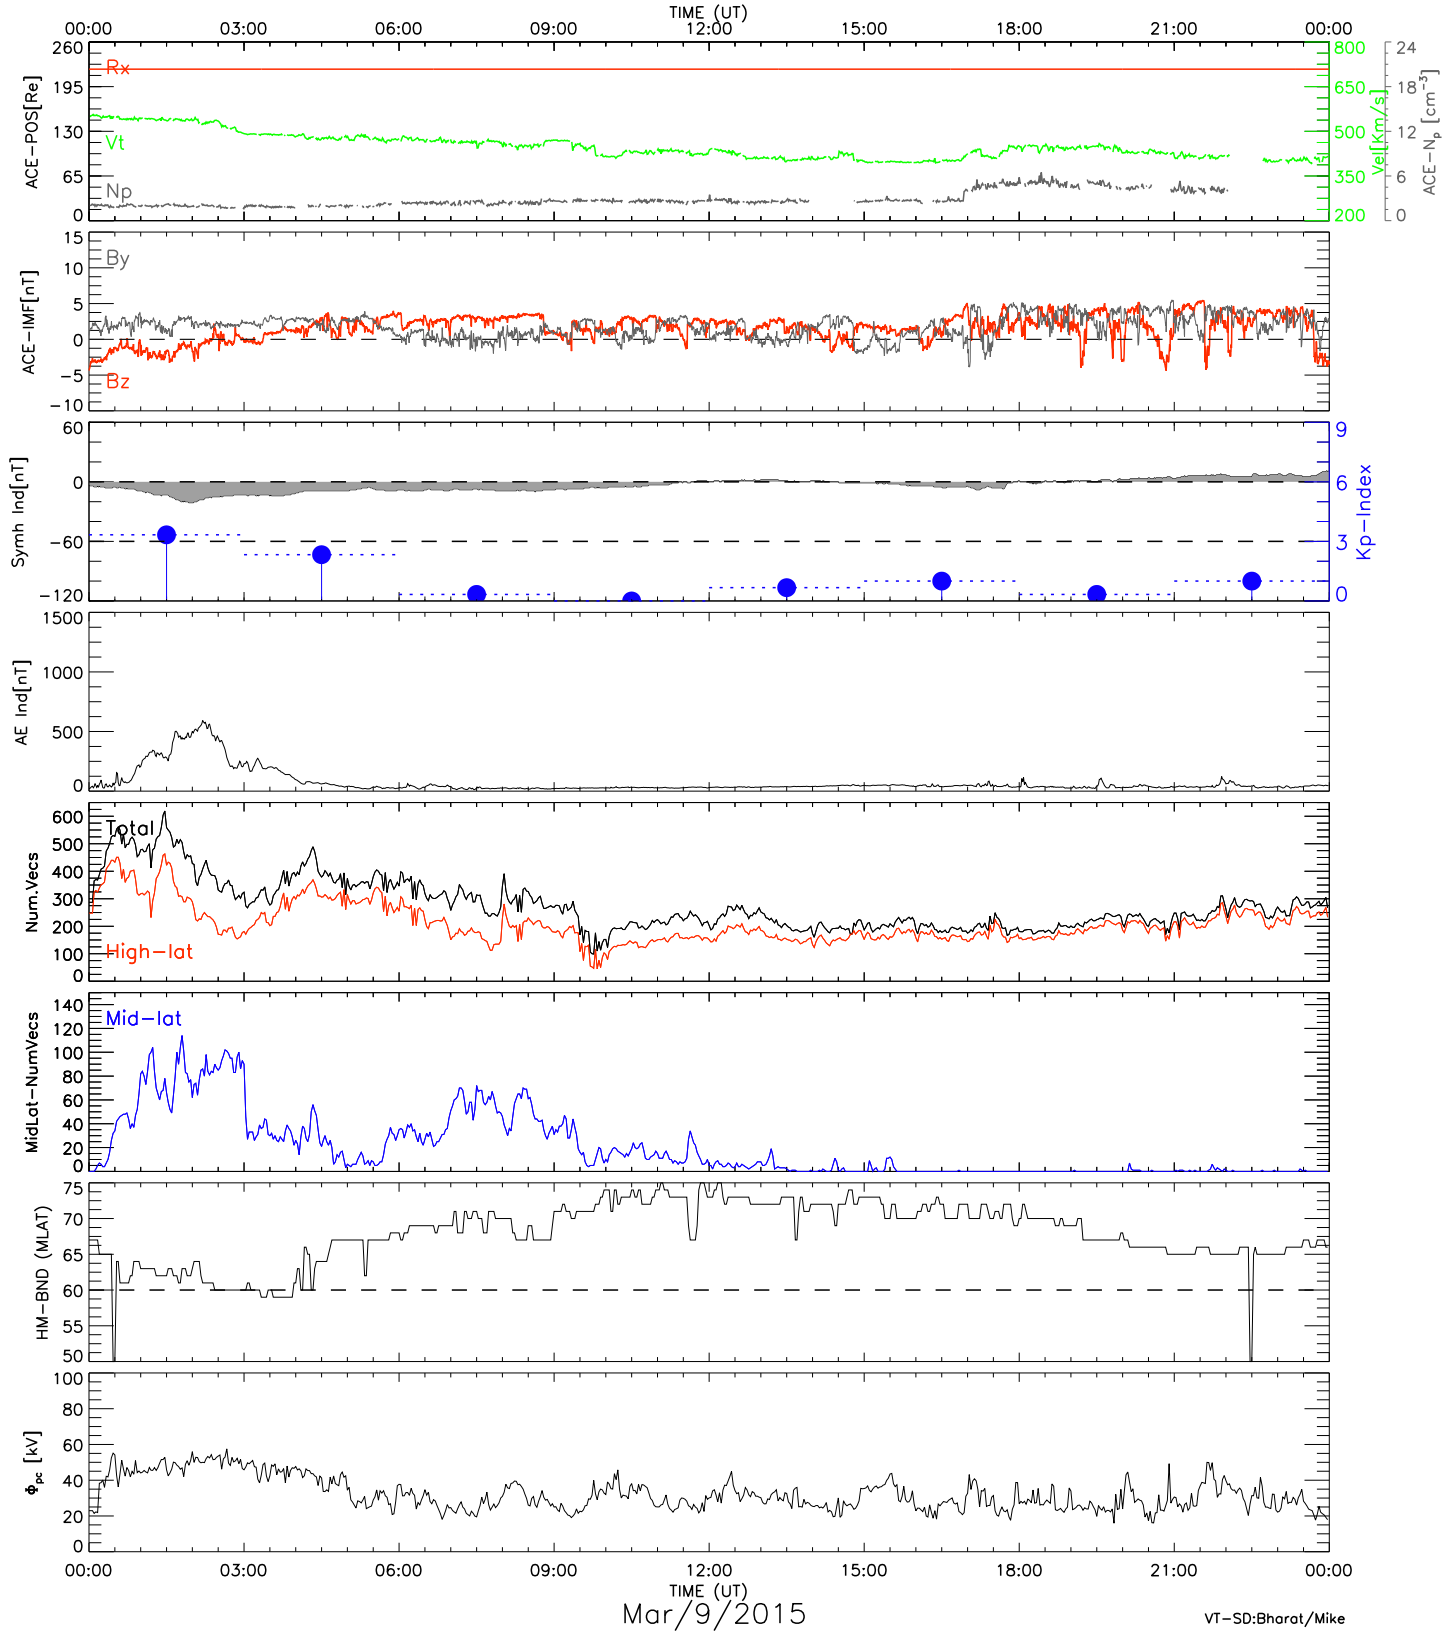 TIME (UT)
00:00 03:00 06:00 09:00 12:00 15:00 18:00 21:00 00:00
ACE-POS[Re]
260
195
130
65
0
Rx
Vt
Np
800
650
500
350
200
Vel[Km/s]
24
18
12
6
0
ACE-Np [cm-3]
ACE-IMF[nT]
15
10
5
0
-5
-10
By
Bz
Symh Ind[nT]
60
0
-60
-120
9
6
3
0
Kp-Index
AE Ind[nT]
1500
1000
500
0
Num.Vecs
600
500
400
300
200
100
0
Total
High-lat
MidLat-NumVecs
140
120
100
80
60
40
20
0
Mid-lat
HM-BND (MLAT)
75
70
65
60
55
50
Φpc [kV]
100
80
60
40
20
0
00:00 03:00 06:00 09:00 12:00 15:00 18:00 21:00 00:00
TIME (UT)
Mar/9/2015
VT-SD:Bharat/Mike